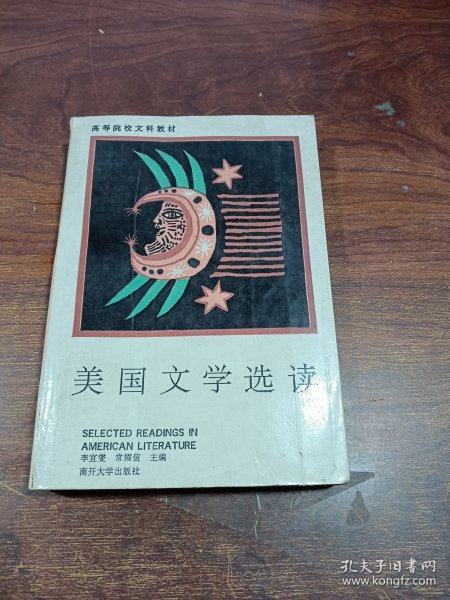 高等院校文科教材
美国文学选读
SELECTED READINGS IN
AMERICAN LITERATURE
李宜燮 常耀信 主编
南开大学出版社
孔夫子旧书网
www.kongfz.com